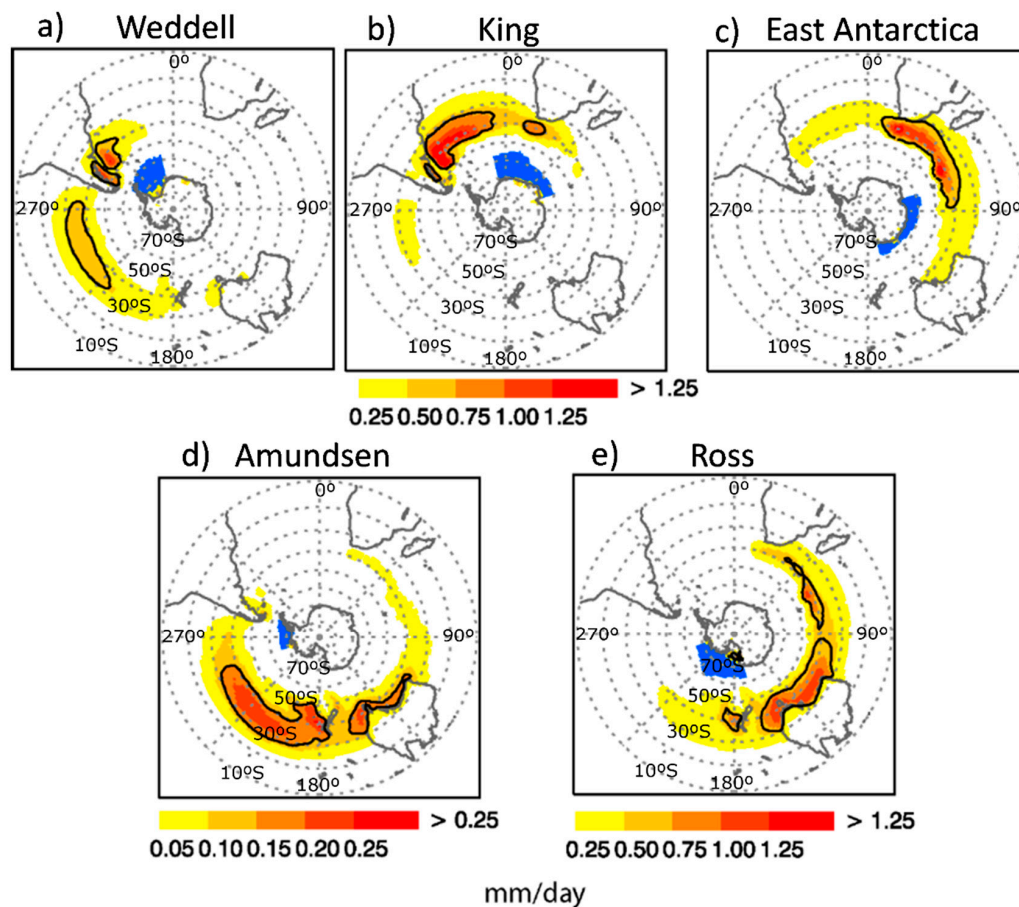 a) Weddell
b) King
c) East Antarctica
0º
270º
90º
70ºS
50ºS
30ºS
10ºS
180º
0º
270º
90º
70ºS
50ºS
30ºS
10ºS
180º
0º
270º
90º
70ºS
50ºS
30ºS
10ºS
180º
> 1.25
0.25 0.50 0.75 1.00 1.25
d) Amundsen
e) Ross
0º
270º
90º
70ºS
50ºS
30ºS
10ºS
180º
0º
270º
90º
70ºS
50ºS
30ºS
10ºS
180º
> 0.25
0.05 0.10 0.15 0.20 0.25
> 1.25
0.25 0.50 0.75 1.00 1.25
mm/day